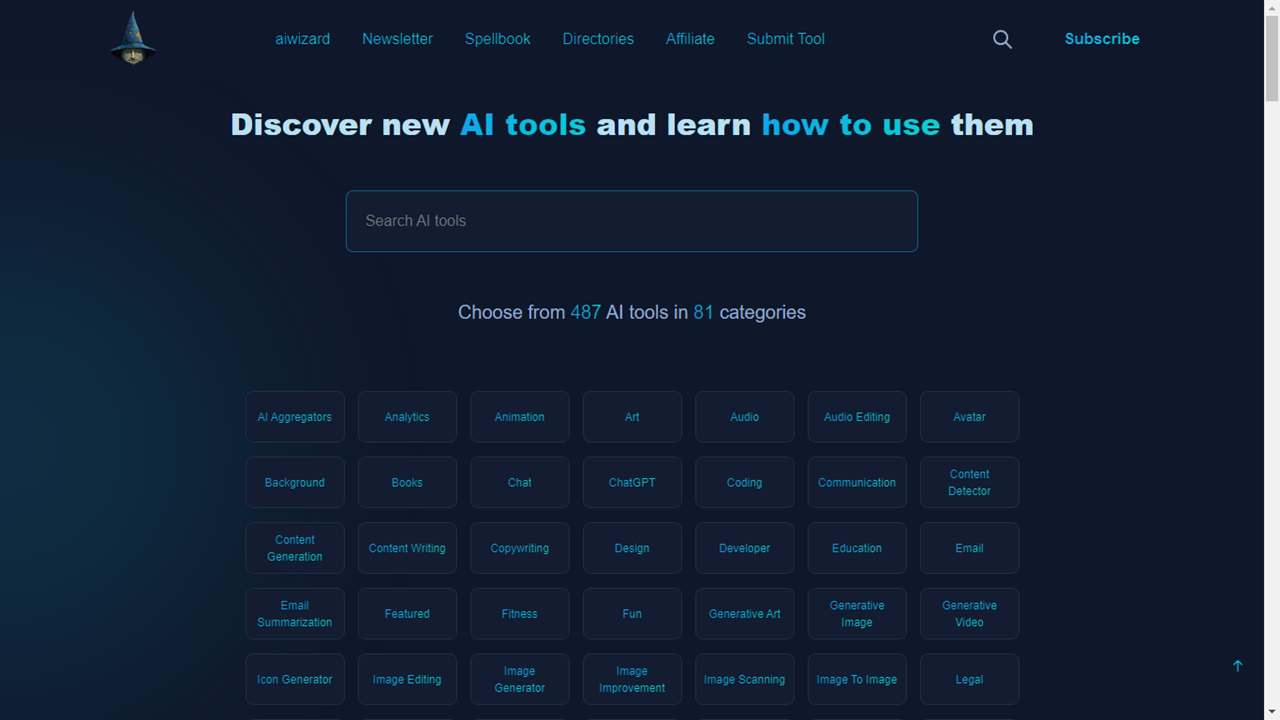 aiwizard Newsletter Spellbook Directories Affiliate Submit Tool Subscribe
Discover new AI tools and learn how to use them
Search AI tools
Choose from 487 AI tools in 81 categories
AI Aggregators
Analytics
Animation
Art
Audio
Audio Editing
Avatar
Background
Books
Chat
ChatGPT
Coding
Communication
Content
Detector
Content
Generation
Content Writing
Copywriting
Design
Developer
Education
Email
Email
Summarization
Featured
Fitness
Fun
Generative Art
Generative
Image
Generative
Video
Icon Generator
Image Editing
Image
Generator
Image
Improvement
Image Scanning
Image To Image
Legal